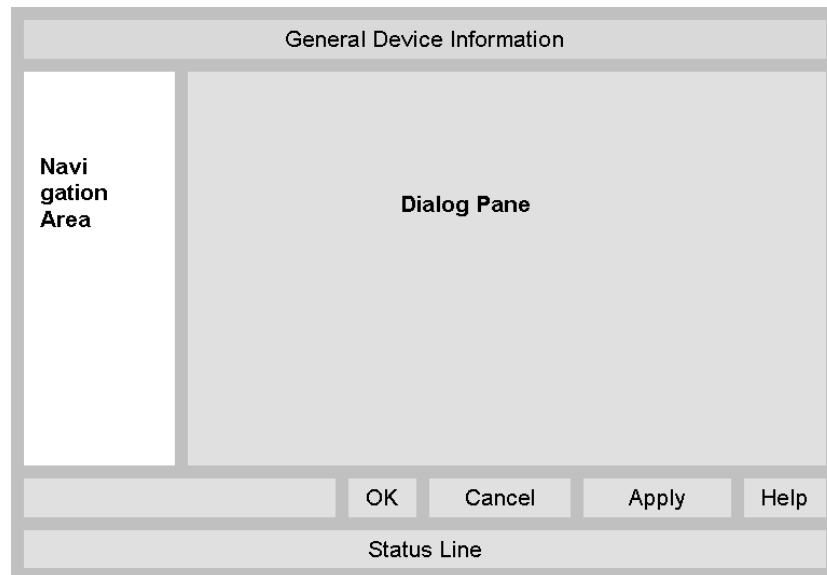 General Device Information
Navi
gation
Area
Dialog Pane
OK Cancel Apply Help
Status Line